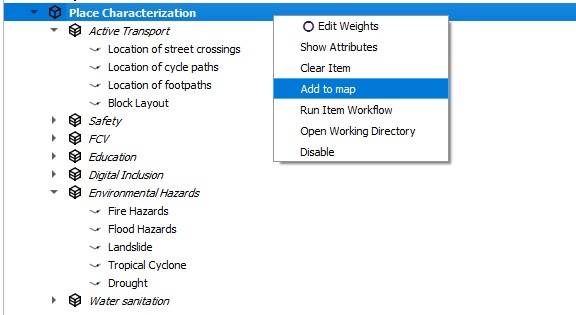 Place Characterization
Active Transport
Location of street crossings
Location of cycle paths
Location of footpaths
Block Layout
Safety
FCV
Education
Digital Inclusion
Environmental Hazards
Fire Hazards
Flood Hazards
Landslide
Tropical Cyclone
Drought
Water sanitation
Edit Weights
Show Attributes
Clear Item
Add to map
Run Item Workflow
Open Working Directory
Disable